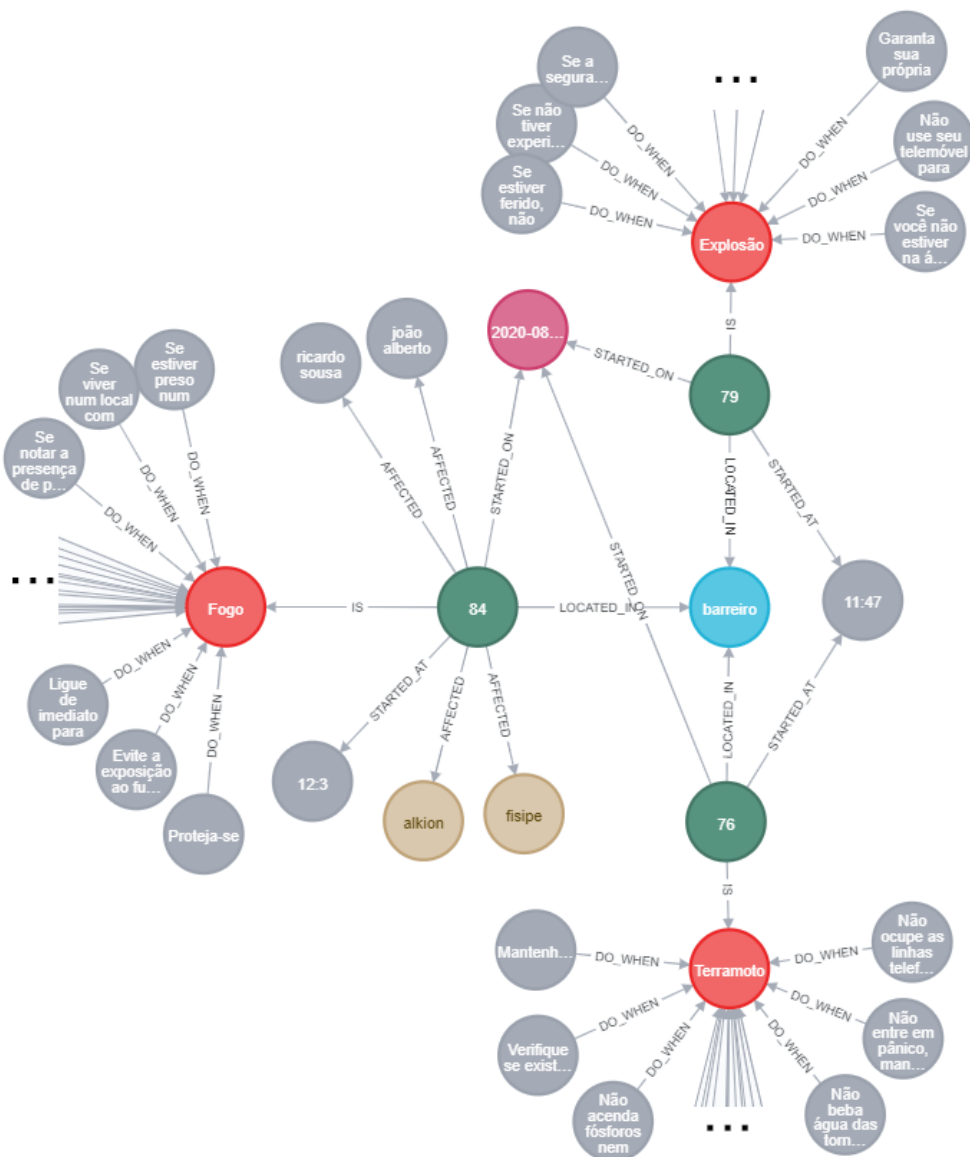 Garanta
sua
própria
Se a
segura…
...
DO_WHEN
DO_WHEN
Se não
tiver
experi…
DO_WHEN
Não
use seu
telemóvel
para
DO_WHEN
Se
estiver
ferido,
não
DO_WHEN
Explosão
DO_WHEN
Se
você não
estiver
na á…
IS
2020-08…
STARTED_ON
79
joão
alberto
ricardo
sousa
AFFECTED
AFFECTED
STARTED_ON
LOCATED_IN
STARTED_AT
Se
estiver
preso
num
Se
viver
num local
com
Se
notar a
presença
de p…
DO_WHEN
DO_WHEN
DO_WHEN
...
Fogo
IS
84
LOCATED_IN
STARTED_ON
barreiro
11:47
DO_WHEN
DO_WHEN
DO_WHEN
Ligue
de
imediato
para
Evite a
exposição
ao fu…
Proteja-se
STARTED_AT
AFFECTED
AFFECTED
12:3
alkion
fisipe
LOCATED_IN
STARTED_AT
76
IS
Mantenh…
DO_WHEN
Terramoto
DO_WHEN
Não
ocupe as
linhas
telef…
Verifique
se exist…
DO_WHEN
DO_WHEN
Não
entre em
pânico,
man…
Não
acenda
fósforos
nem
DO_WHEN
...
DO_WHEN
Não
beba
água das
torn…